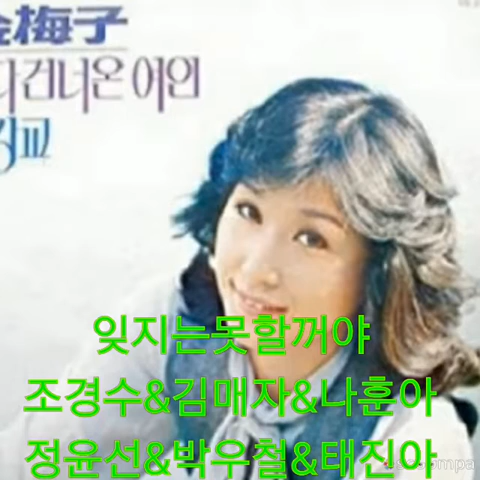 金梅子
다건너온 여인
잊지는못할꺼야
조경수&김매자&나훈아
정윤선&박우철&태진아